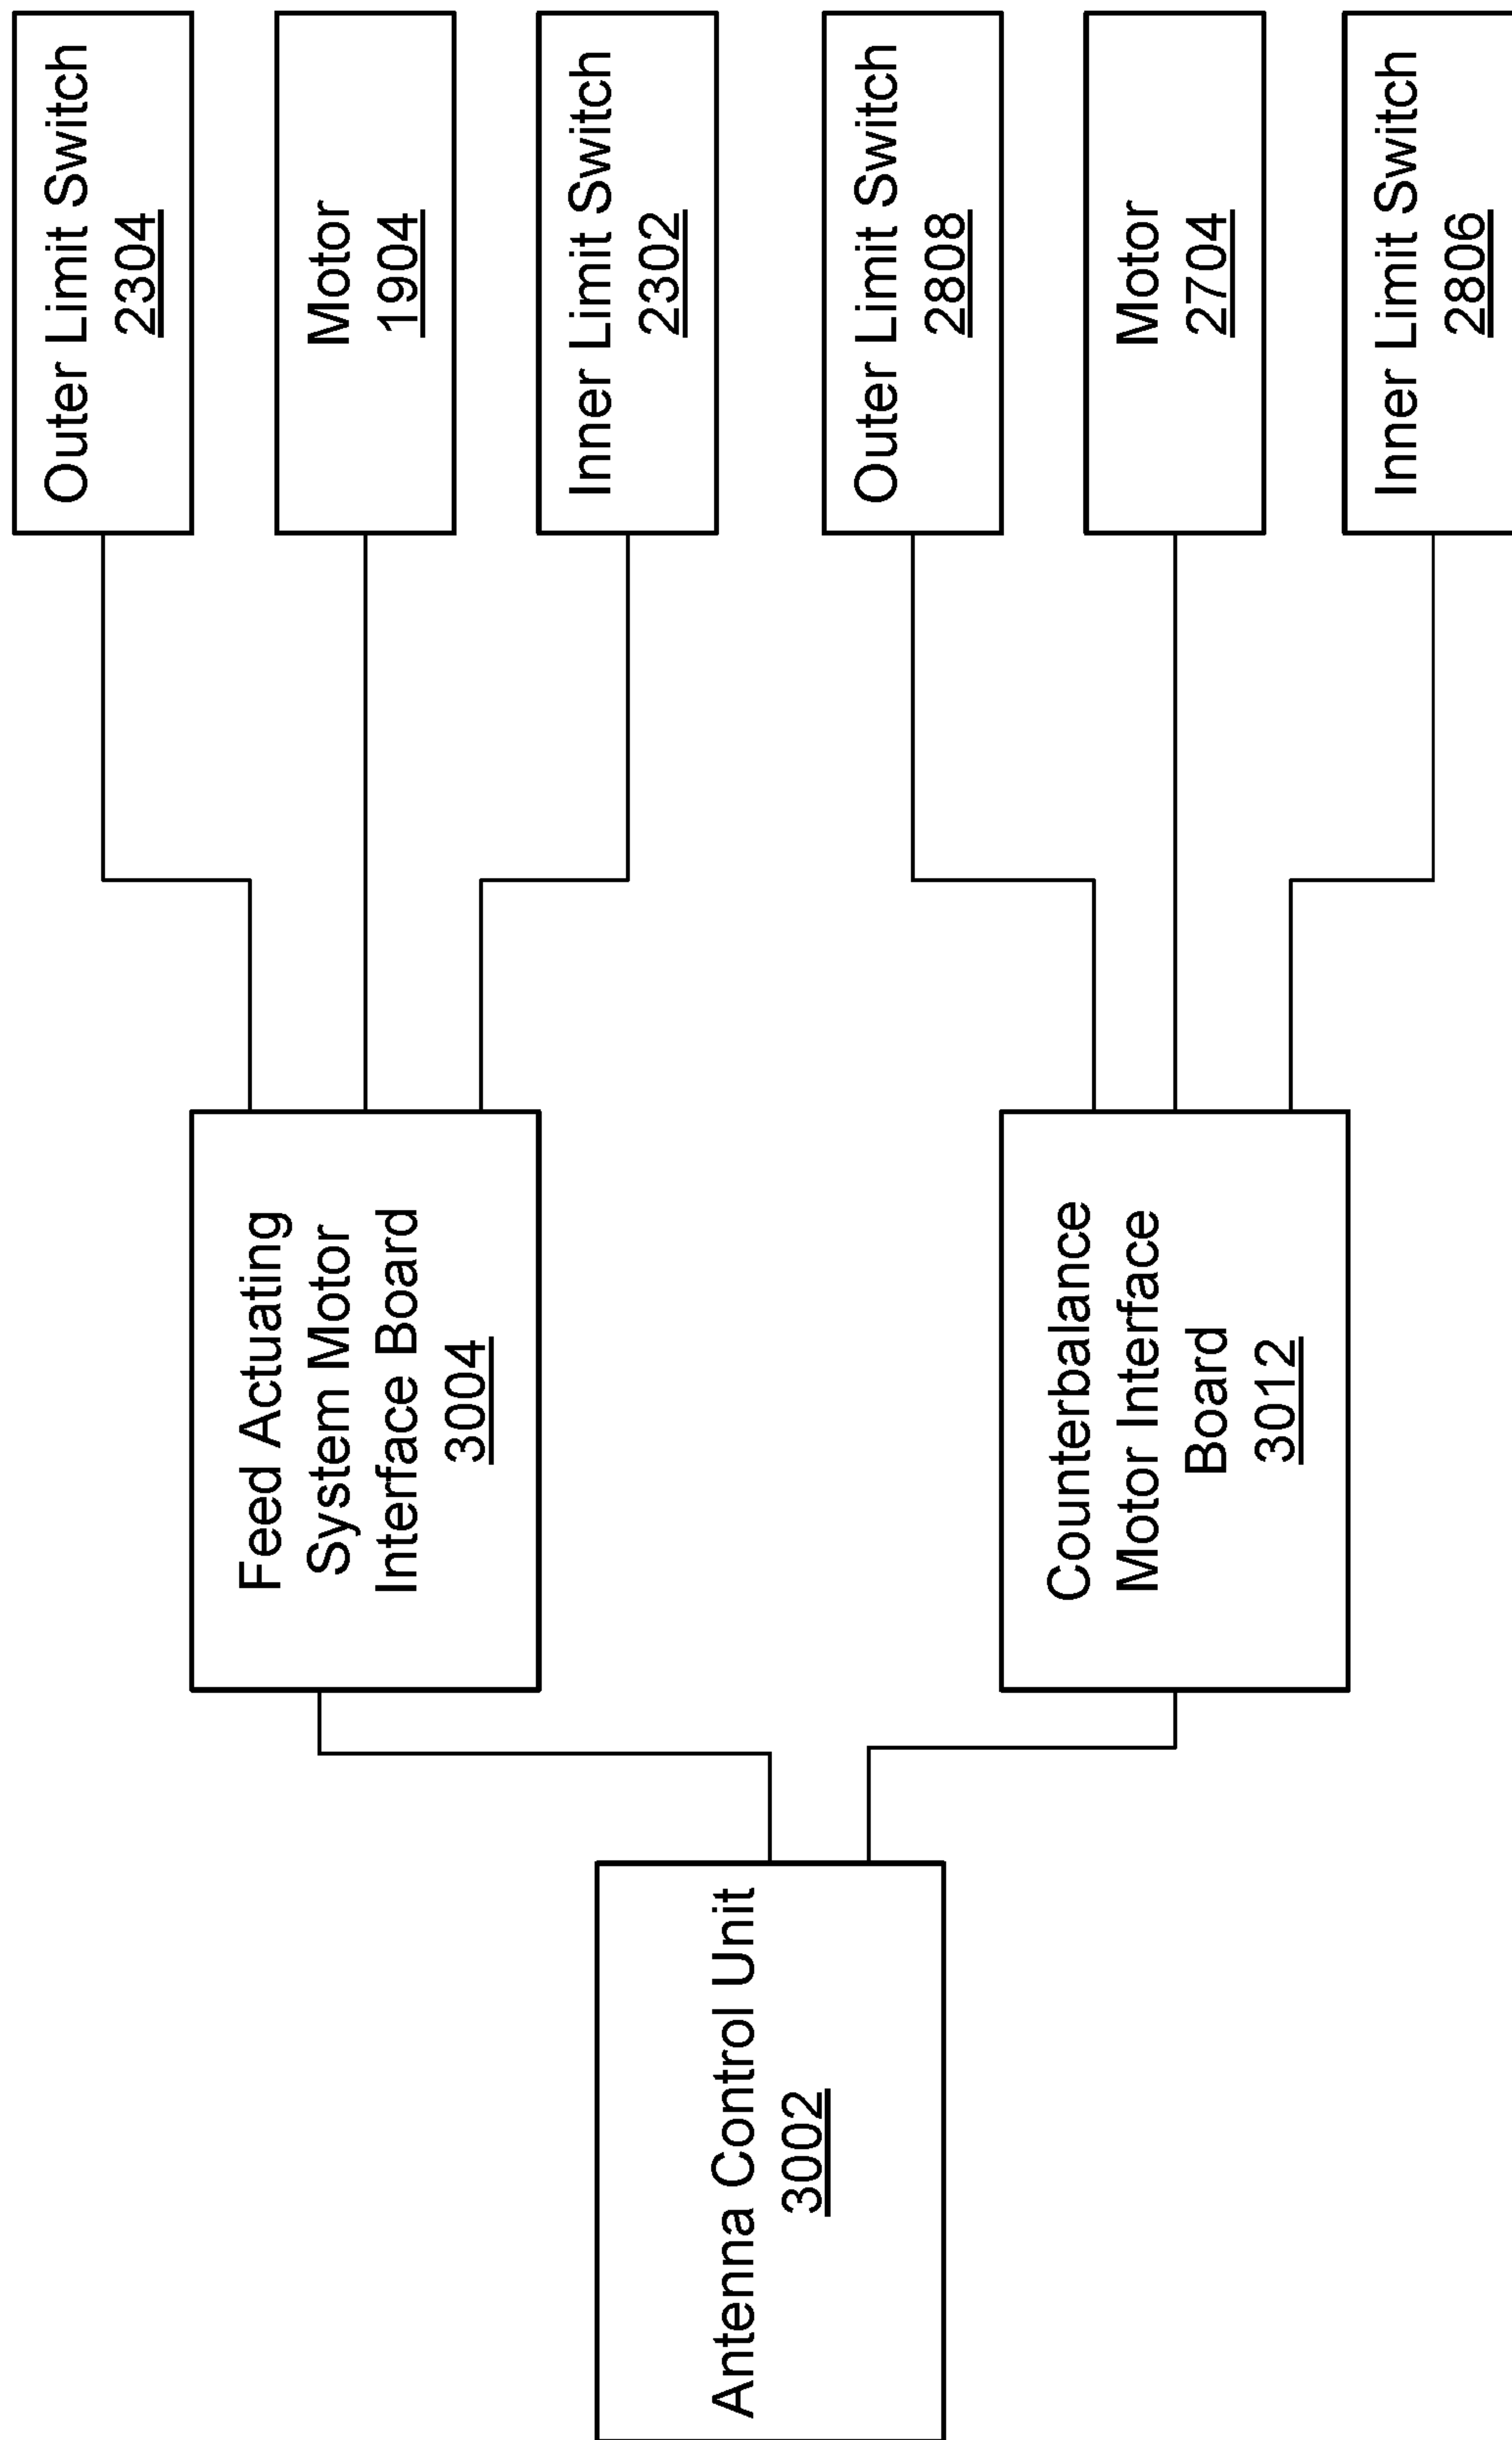 Antenna Control Unit
3002
Feed Actuating
System Motor
Interface Board
3004
Counterbalance
Motor Interface
Board
3012
Outer Limit Switch
2304
Motor
1904
Inner Limit Switch
2302
Outer Limit Switch
2808
Motor
2704
Inner Limit Switch
2806